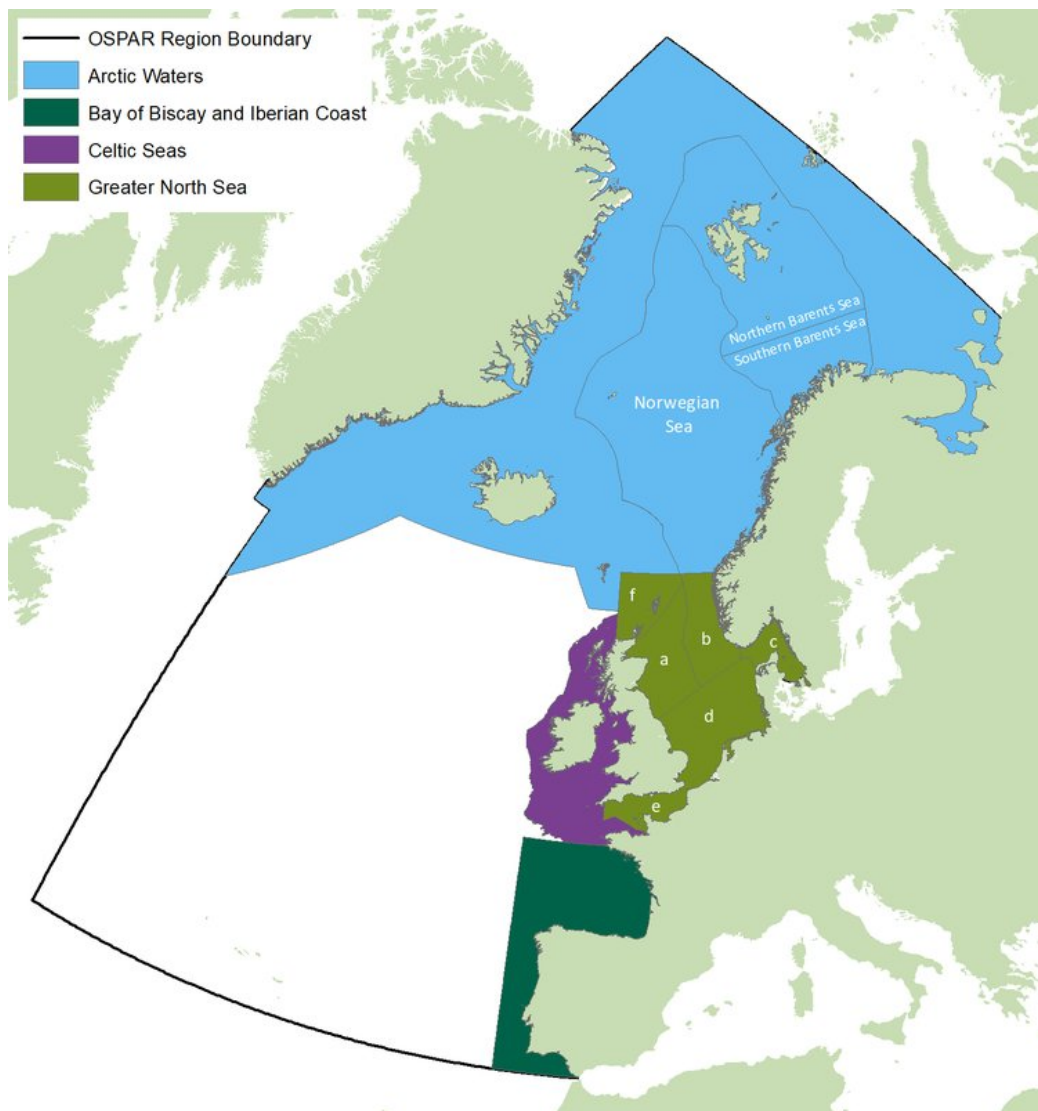 OSPAR Region Boundary
Arctic Waters
Bay of Biscay and Iberian Coast
Celtic Seas
Greater North Sea
Northern Barents Sea
Southern Barents Sea
Norwegian
Sea
f
b
c
a
d
e